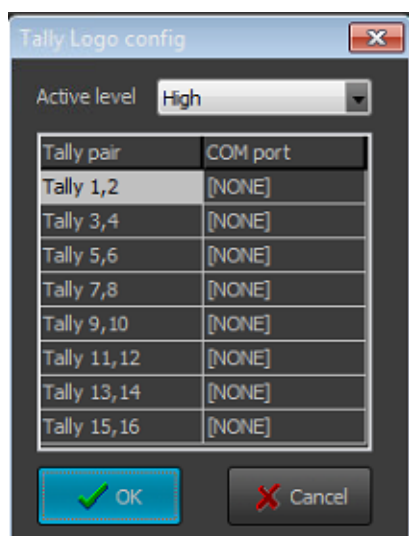 Tally Logo config
Active level High
Tally pair COM port
Tally 1,2 [NONE]
Tally 3,4 [NONE]
Tally 5,6 [NONE]
Tally 7,8 [NONE]
Tally 9,10 [NONE]
Tally 11,12 [NONE]
Tally 13,14 [NONE]
Tally 15,16 [NONE]
OK Cancel